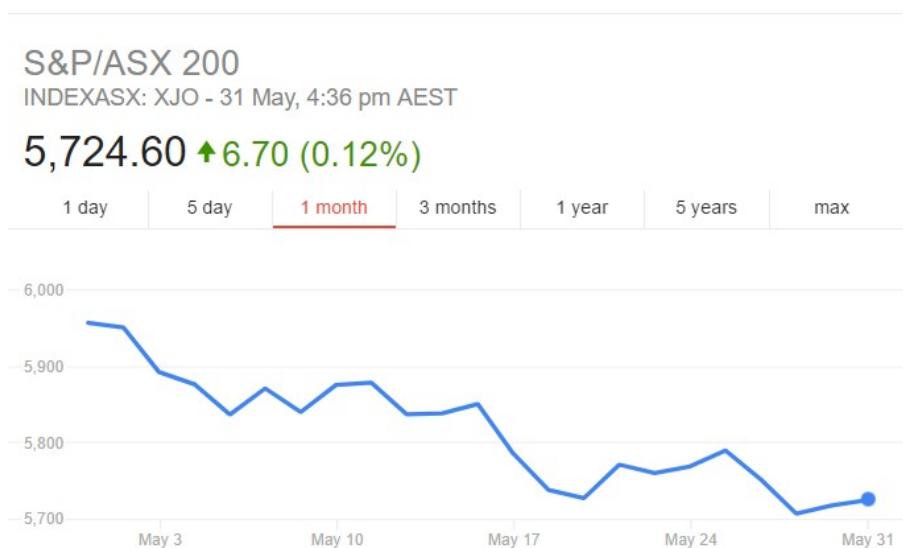 S&P/ASX 200
INDEXASX: XJO - 31 May, 4:36 pm AEST
5,724.60 ↑6.70 (0.12%)
1 day 5 day 1 month 3 months 1 year 5 years max
6,000
5,900
5,800
5,700
May 3 May 10 May 17 May 24 May 31